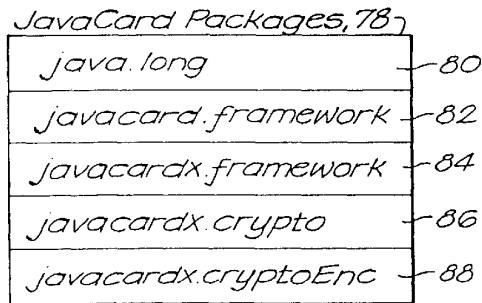 JavaCard Packages, 78
java.long 80
javacard.framework 82
javacardx.framework 84
javacardx.crypto 86
javacardx.cryptoEnc 88